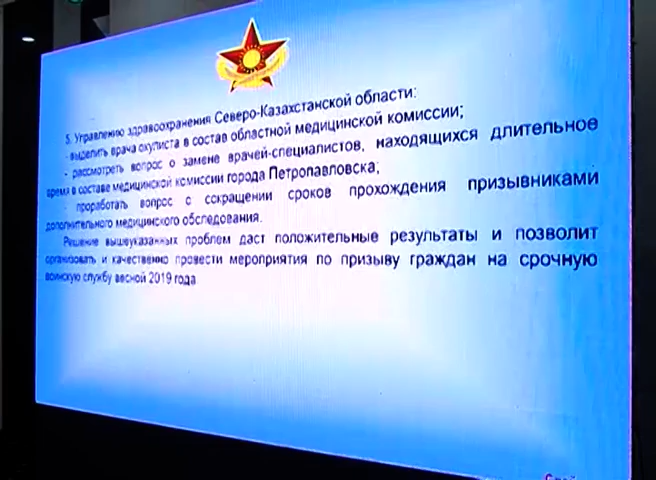 5. Управлению здравоохранения Северо-Казахстанской области:
- выделить врача окулиста в состав областной медицинской комиссии;
- рассмотреть вопрос о замене врачей-специалистов, находящихся длительное
время в составе медицинской комиссии города Петропавловска;
- проработать вопрос о сокращении сроков прохождения призывниками
дополнительного медицинского обследования.
Решение вышеуказанных проблем даст положительные результаты и позволит
организовать и качественно провести мероприятия по призыву граждан на срочную
воинскую службу весной 2019 года